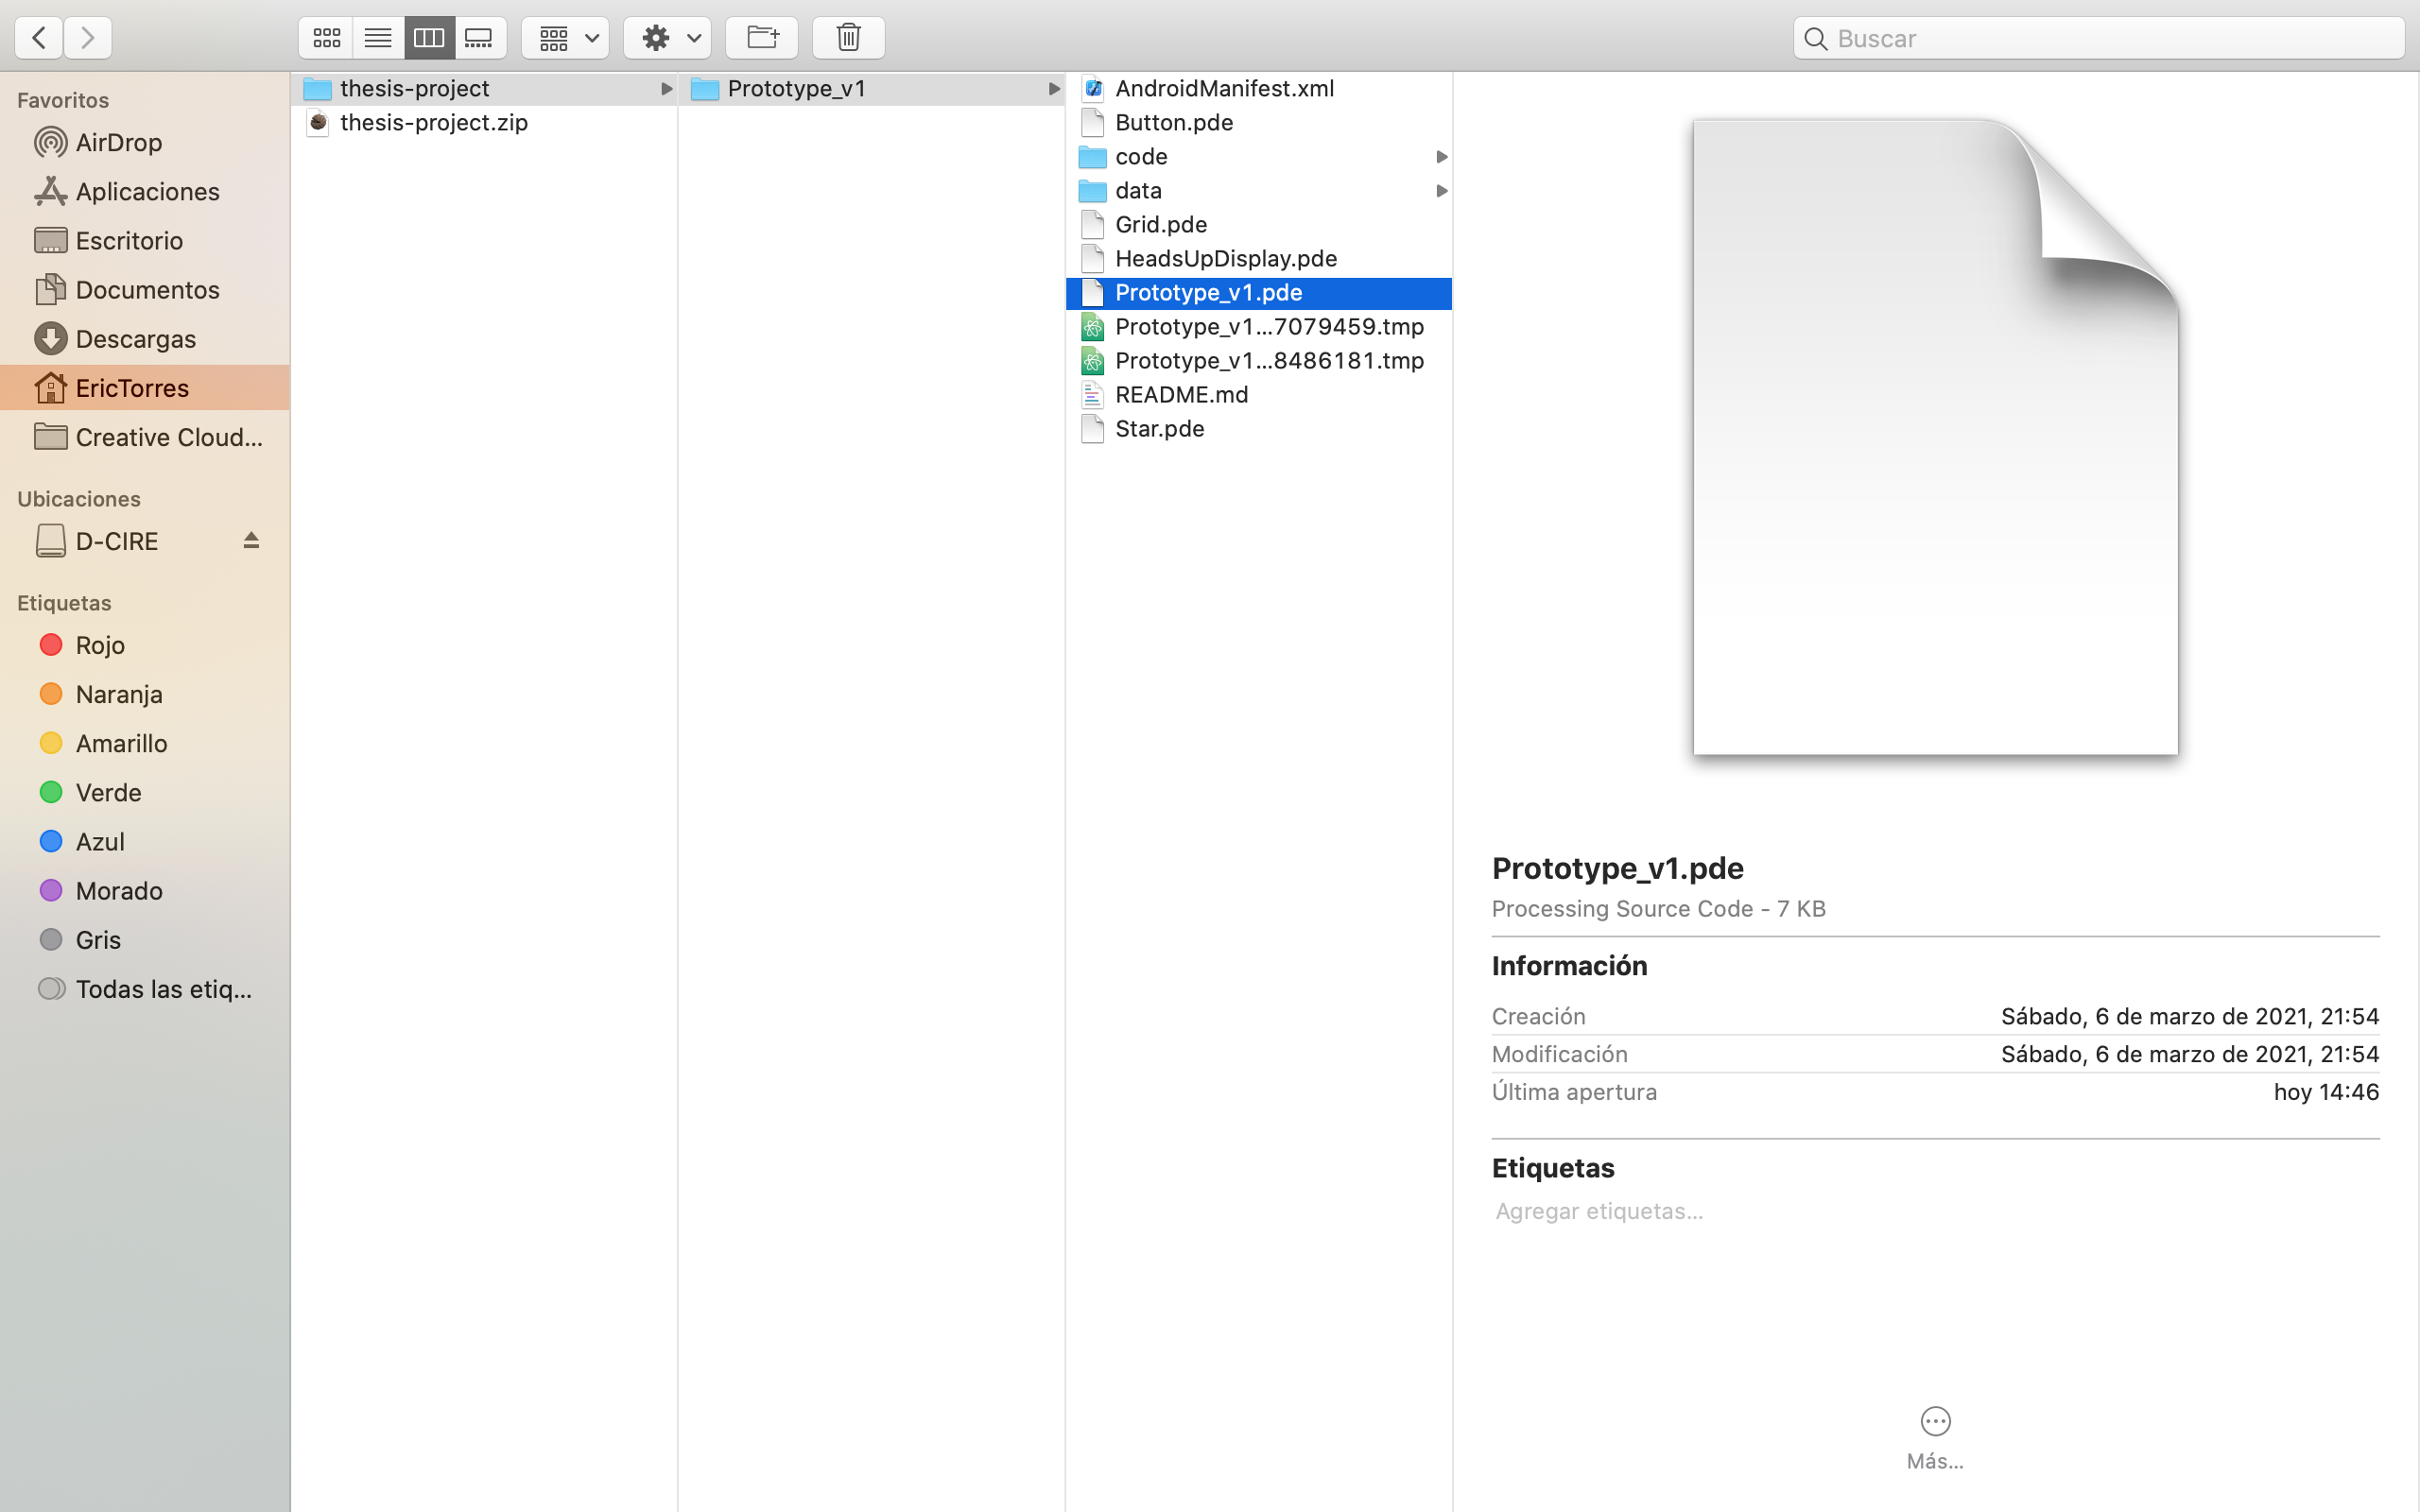 Buscar
Favoritos
AirDrop
Aplicaciones
Escritorio
Documentos
Descargas
EricTorres
Creative Cloud...
Ubicaciones
D-CIRE
Etiquetas
Rojo
Naranja
Amarillo
Verde
Azul
Morado
Gris
Todas las etiq...
thesis-project
thesis-project.zip
Prototype_v1
AndroidManifest.xml
Button.pde
code
data
Grid.pde
HeadsUpDisplay.pde
Prototype_v1.pde
Prototype_v1...7079459.tmp
Prototype_v1...8486181.tmp
README.md
Star.pde
Prototype_v1.pde
Processing Source Code - 7 KB
Información
Creación Sábado, 6 de marzo de 2021, 21:54
Modificación Sábado, 6 de marzo de 2021, 21:54
Última apertura hoy 14:46
Etiquetas
Agregar etiquetas...
Más...